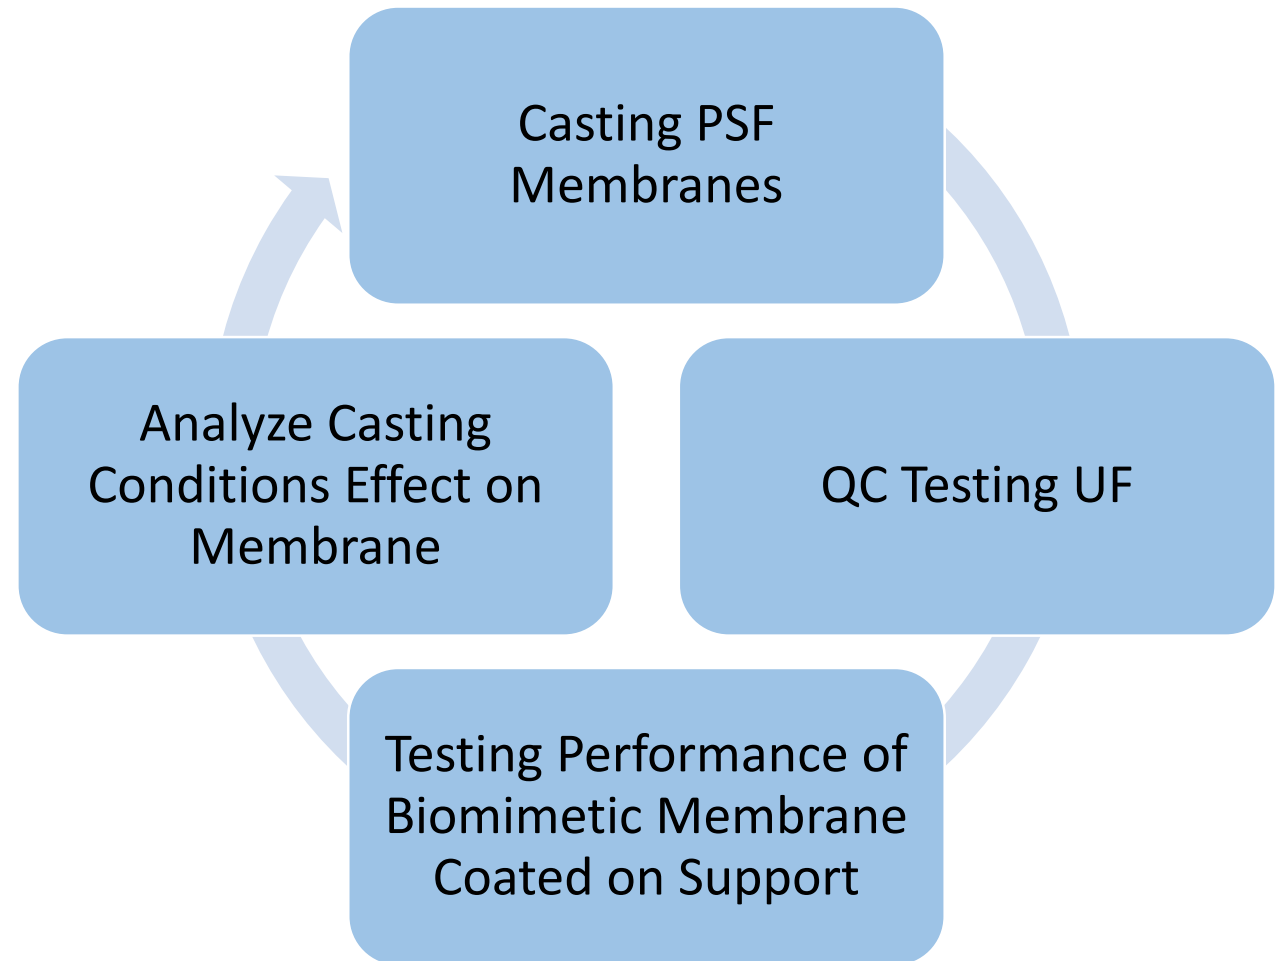 Casting PSF
Membranes
QC Testing UF
Testing Performance of
Biomimetic Membrane
Coated on Support
Analyze Casting
Conditions Effect on
Membrane